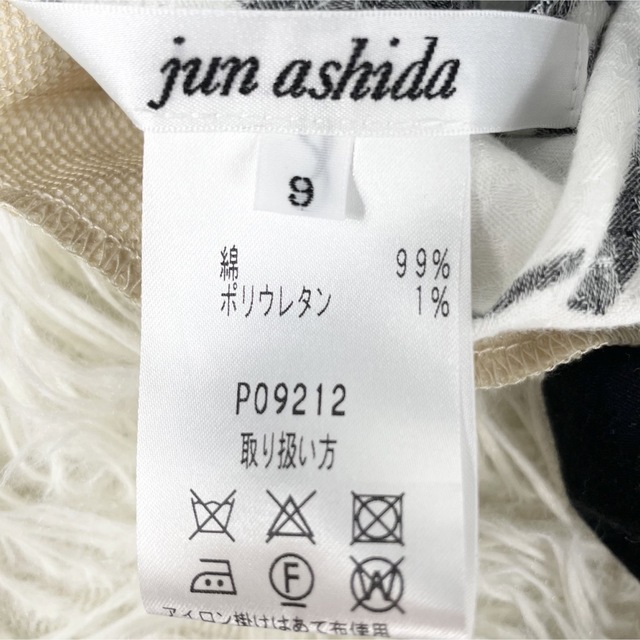 jun ashida
9
綿 99%
ポリウレタン 1%
P09212
取り扱い方
F
W
アイロン掛けはあて布使用